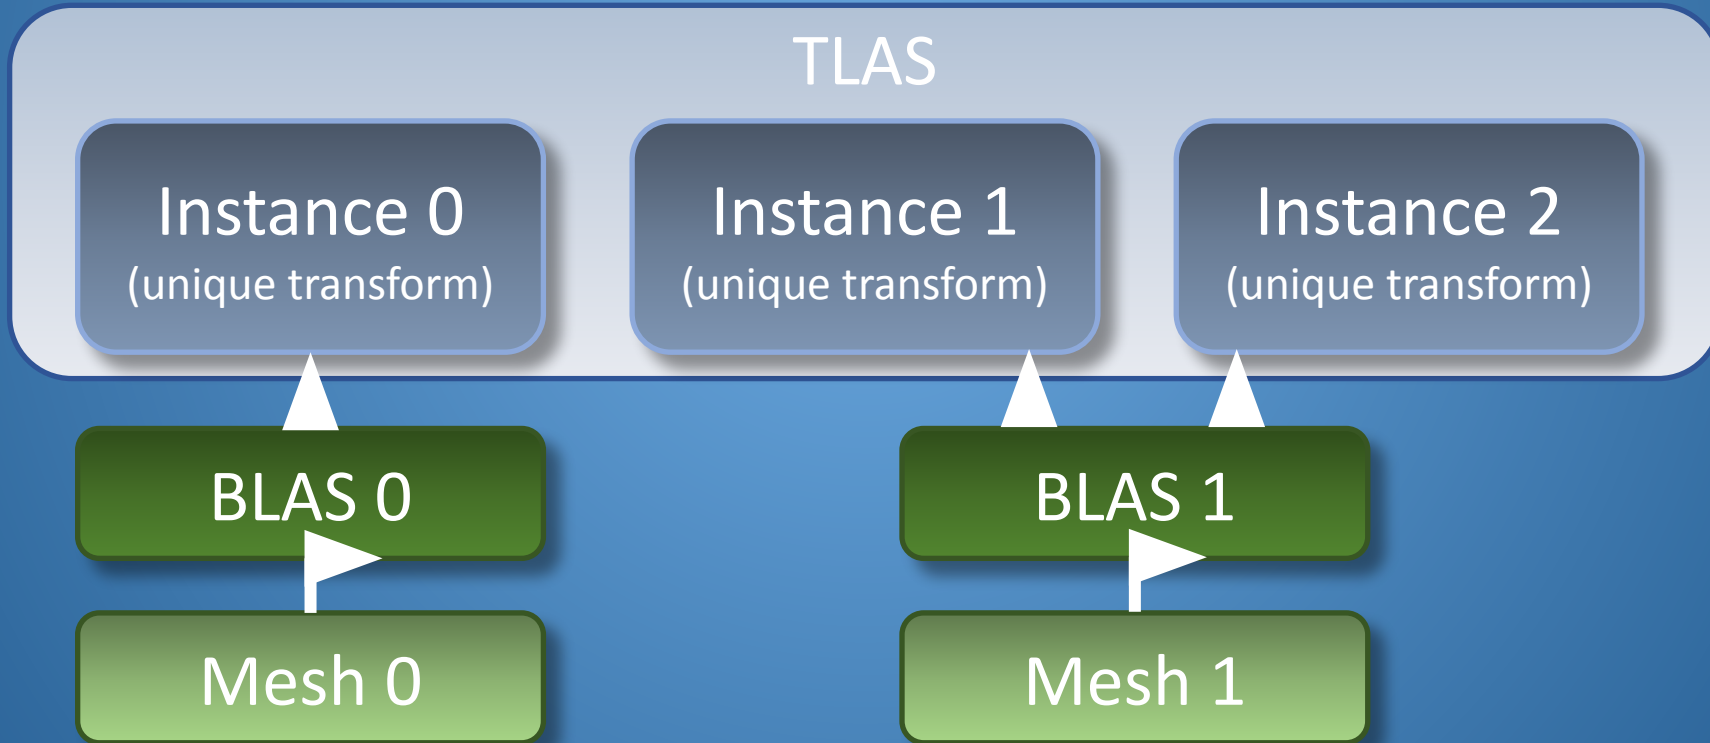 TLAS
Instance 0
(unique transform)
Instance 1
(unique transform)
Instance 2
(unique transform)
BLAS 0
BLAS 1
Mesh 0
Mesh 1